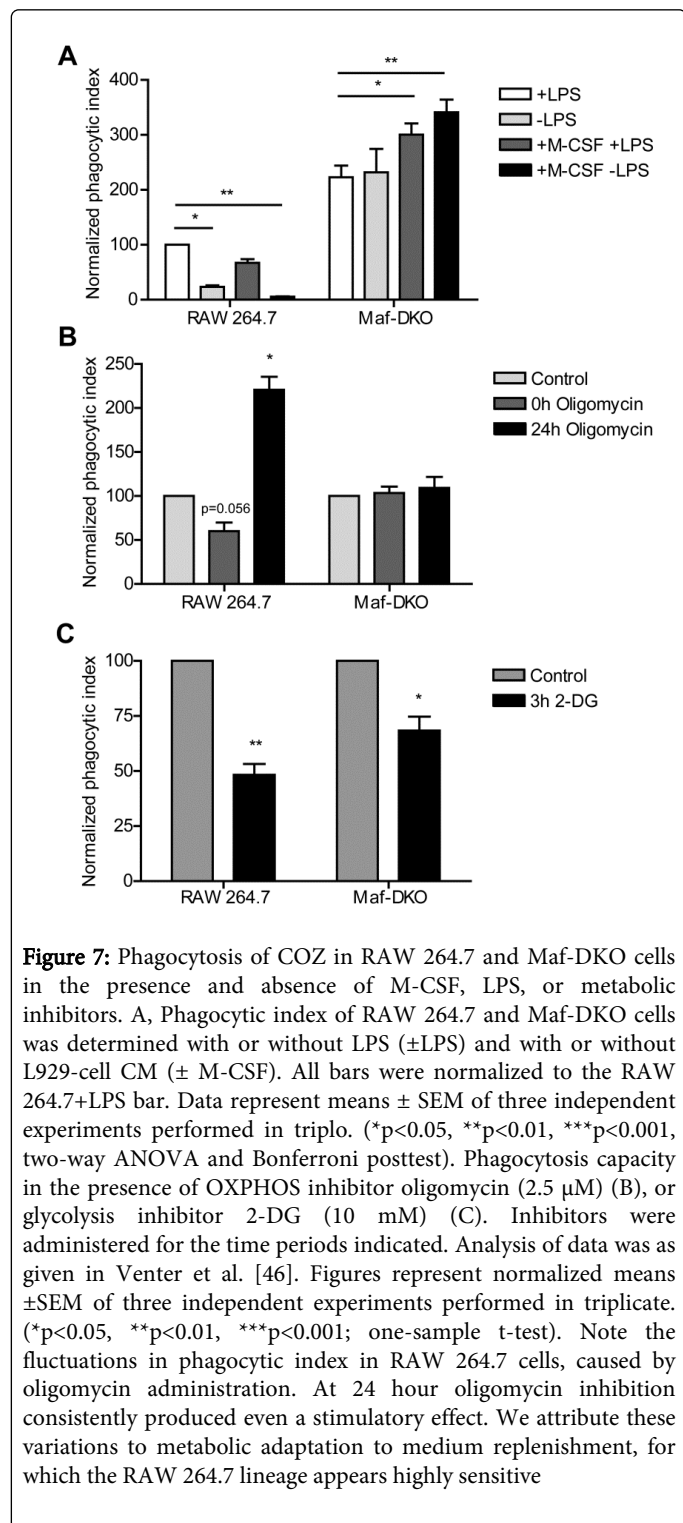 A
Normalized phagocytic index
400
300
200
100
0
*
**
*
**
RAW 264.7
Maf-DKO
+LPS
-LPS
+M-CSF +LPS
+M-CSF -LPS
B
Normalized phagocytic index
250
200
150
100
50
0
p=0.056
*
RAW 264.7
Maf-DKO
Control
0h Oligomycin
24h Oligomycin
C
Normalized phagocytic index
100
75
50
25
0
**
*
RAW 264.7
Maf-DKO
Control
3h 2-DG
Figure 7: Phagocytosis of COZ in RAW 264.7 and Maf-DKO cells
in the presence and absence of M-CSF, LPS, or metabolic
inhibitors. A, Phagocytic index of RAW 264.7 and Maf-DKO cells
was determined with or without LPS (±LPS) and with or without
L929-cell CM (± M-CSF). All bars were normalized to the RAW
264.7+LPS bar. Data represent means ± SEM of three independent
experiments performed in triplo. (*p<0.05, **p<0.01, ***p<0.001,
two-way ANOVA and Bonferroni posttest). Phagocytosis capacity
in the presence of OXPHOS inhibitor oligomycin (2.5 μM) (B), or
glycolysis inhibitor 2-DG (10 mM) (C). Inhibitors were
administered for the time periods indicated. Analysis of data was as
given in Venter et al. [46]. Figures represent normalized means
±SEM of three independent experiments performed in triplicate.
(*p<0.05, **p<0.01, ***p<0.001; one-sample t-test). Note the
fluctuations in phagocytic index in RAW 264.7 cells, caused by
oligomycin administration. At 24 hour oligomycin inhibition
consistently produced even a stimulatory effect. We attribute these
variations to metabolic adaptation to medium replenishment, for
which the RAW 264.7 lineage appears highly sensitive